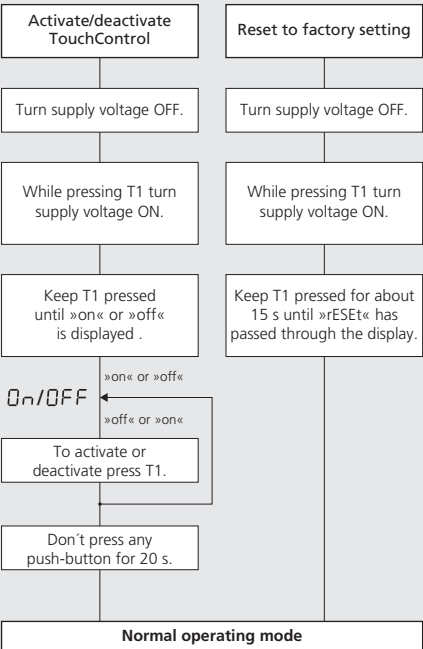 Activate/deactivate
TouchControl
Turn supply voltage OFF.
While pressing T1 turn
supply voltage ON.
Keep T1 pressed
until »on« or »off«
is displayed .
»on« or »off«
On/OFF
»off« or »on«
To activate or
deactivate press T1.
Don´t press any
push-button for 20 s.
Reset to factory setting
Turn supply voltage OFF.
While pressing T1 turn
supply voltage ON.
Keep T1 pressed for about
15 s until »rESEt« has
passed through the display.
Normal operating mode